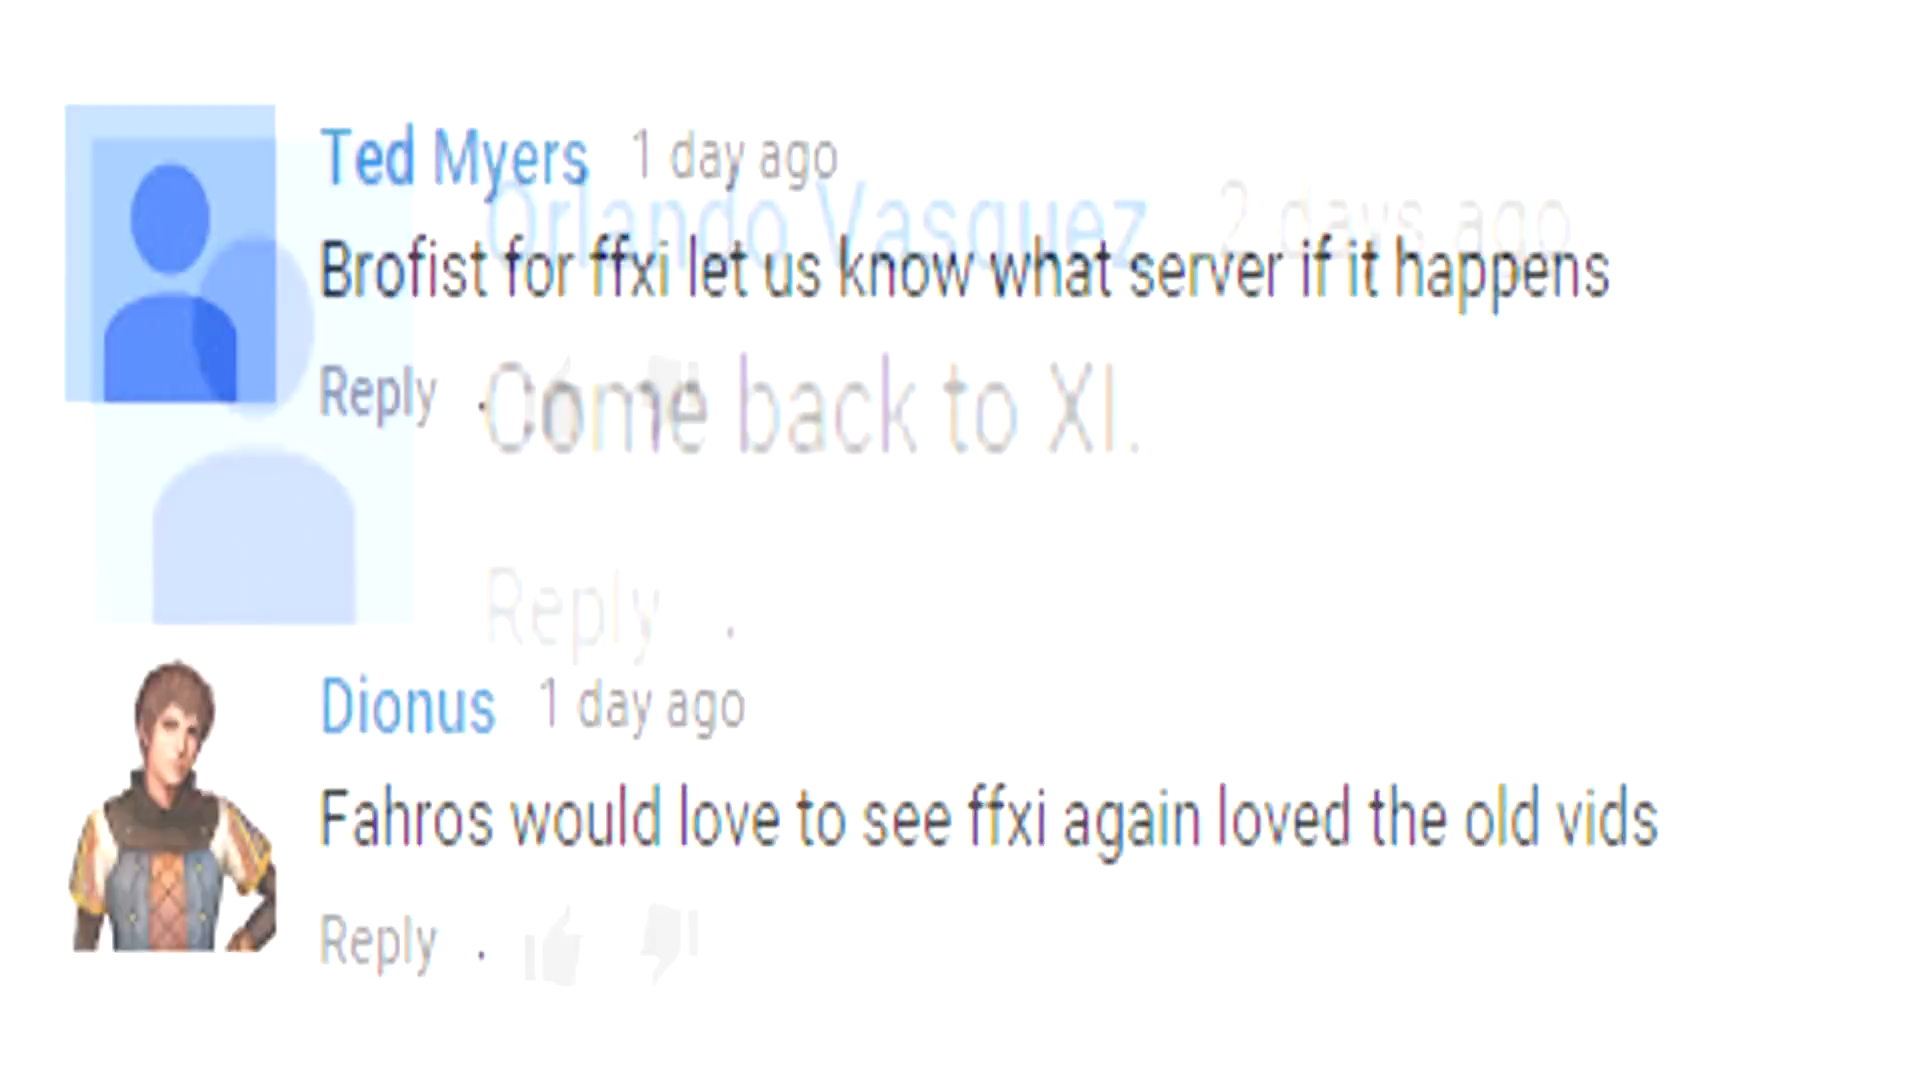 Ted Myers 1 day ago
Orlando Vasquez 2 days ago
Brofist for ffxi let us know what server if it happens
Reply .
Come back to XI.
Reply .
Dionus 1 day ago
Fahros would love to see ffxi again loved the old vids
Reply .